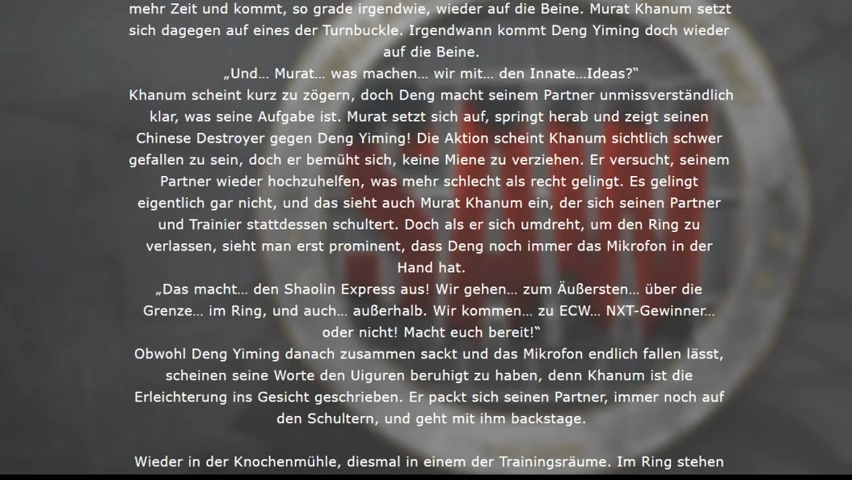 mehr Zeit und kommt, so grade irgendwie, wieder auf die Beine. Murat Khanum setzt
sich dagegen auf eines der Turnbuckle. Irgendwann kommt Deng Yiming doch wieder
auf die Beine.
„Und... Murat... was machen... wir mit... den Innate...Ideas?“
Khanum scheint kurz zu zögern, doch Deng macht seinem Partner unmissverständlich
klar, was seine Aufgabe ist. Murat setzt sich auf, springt herab und zeigt seinen
Chinese Destroyer gegen Deng Yiming! Die Aktion scheint Khanum sichtlich schwer
gefallen zu sein, doch er bemüht sich, keine Miene zu verziehen. Er versucht, seinem
Partner wieder hochzuhelfen, was mehr schlecht als recht gelingt. Es gelingt
eigentlich gar nicht, und das sieht auch Murat Khanum ein, der sich seinen Partner
und Trainier stattdessen schultert. Doch als er sich umdreht, um den Ring zu
verlassen, sieht man erst prominent, dass Deng noch immer das Mikrofon in der
Hand hat.
„Das macht... den Shaolin Express aus! Wir gehen... zum Äußersten... über die
Grenze... im Ring, und auch... außerhalb. Wir kommen... zu ECW... NXT-Gewinner...
oder nicht! Macht euch bereit!“
Obwohl Deng Yiming danach zusammen sackt und das Mikrofon endlich fallen lässt,
scheinen seine Worte den Uiguren beruhigt zu haben, denn Khanum ist die
Erleichterung ins Gesicht geschrieben. Er packt sich seinen Partner, immer noch auf
den Schultern, und geht mit ihm backstage.
Wieder in der Knochenmühle, diesmal in einem der Trainingsräume. Im Ring stehen